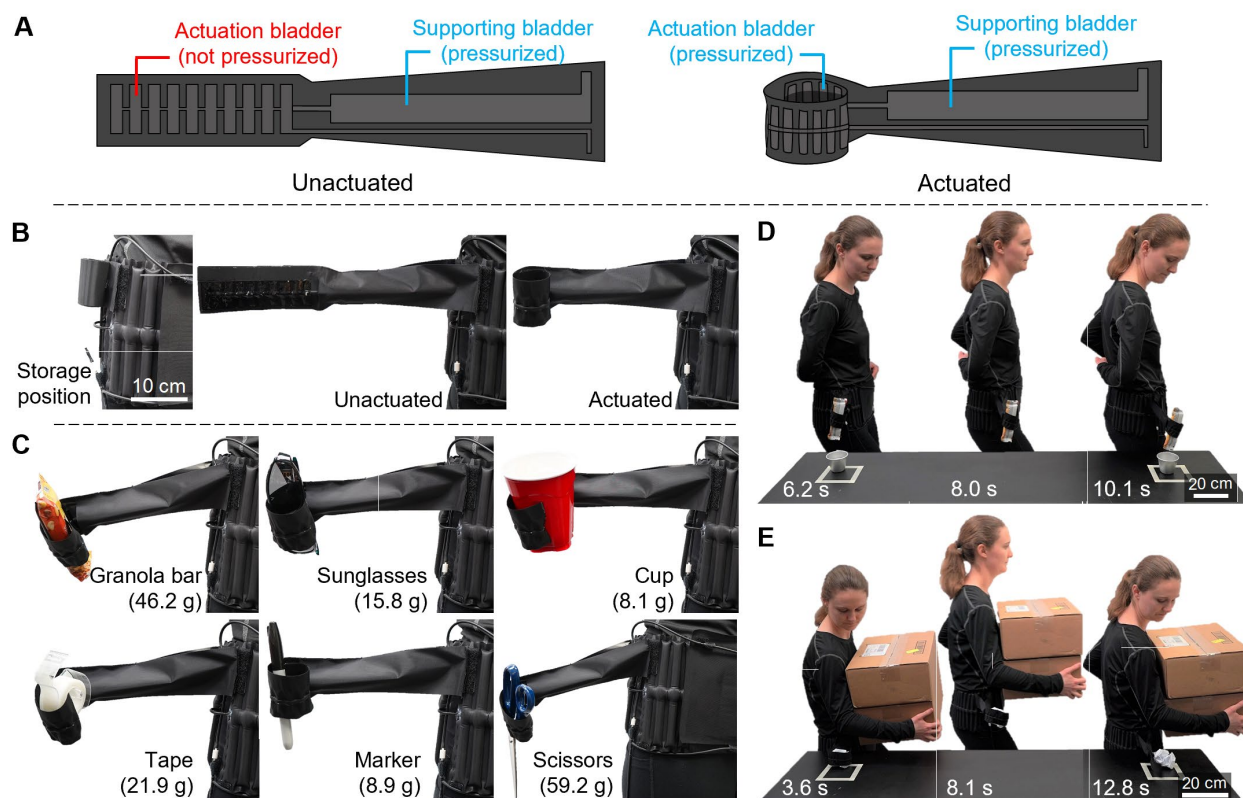 A
Actuation bladder
(not pressurized)
Supporting bladder
(pressurized)
Unactuated
Actuation bladder
(pressurized)
Supporting bladder
(pressurized)
Actuated
B
Storage
position
10 cm
Unactuated
Actuated
C
Granola bar
(46.2 g)
Sunglasses
(15.8 g)
Cup
(8.1 g)
Tape
(21.9 g)
Marker
(8.9 g)
Scissors
(59.2 g)
D
6.2 s
8.0 s
10.1 s
20 cm
E
3.6 s
8.1 s
12.8 s
20 cm